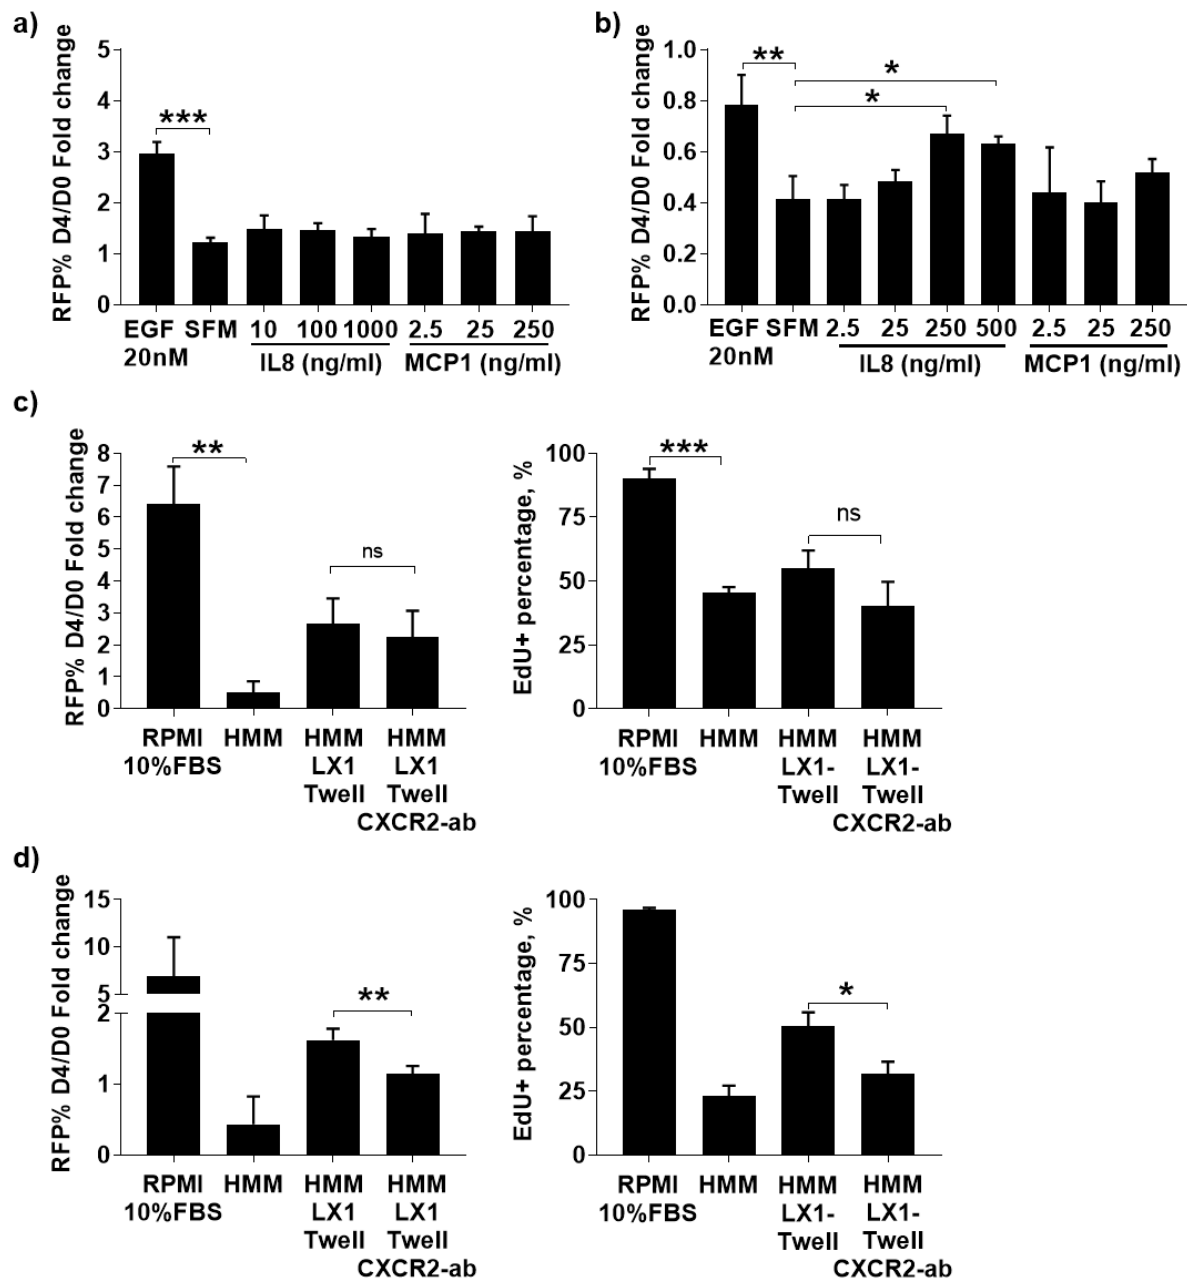 a)
RFP% D4/D0 Fold change
5
4
3
2
1
0
***
EGF SFM 10 100 1000 2.5 25 250
20nM IL8 (ng/ml) MCP1 (ng/ml)
b)
RFP% D4/D0 Fold change
1.0
0.8
0.6
0.4
0.2
0.0
**
*
*
EGF SFM 2.5 25 250 500 2.5 25 250
20nM IL8 (ng/ml) MCP1 (ng/ml)
c)
RFP% D4/D0 Fold change
8
7
6
5
4
3
2
1
0
**
ns
RPMI HMM HMM HMM
10%FBS LX1 LX1
Twell Twell
CXCR2-ab
EdU+ percentage, %
100
75
50
25
0
***
ns
RPMI HMM HMM HMM
10%FBS LX1- LX1-
Twell Twell
CXCR2-ab
d)
RFP% D4/D0 Fold change
15
10
5
2
1
0
**
RPMI HMM HMM HMM
10%FBS LX1 LX1
Twell Twell
CXCR2-ab
EdU+ percentage, %
100
75
50
25
0
*
RPMI HMM HMM HMM
10%FBS LX1- LX1-
Twell Twell
CXCR2-ab